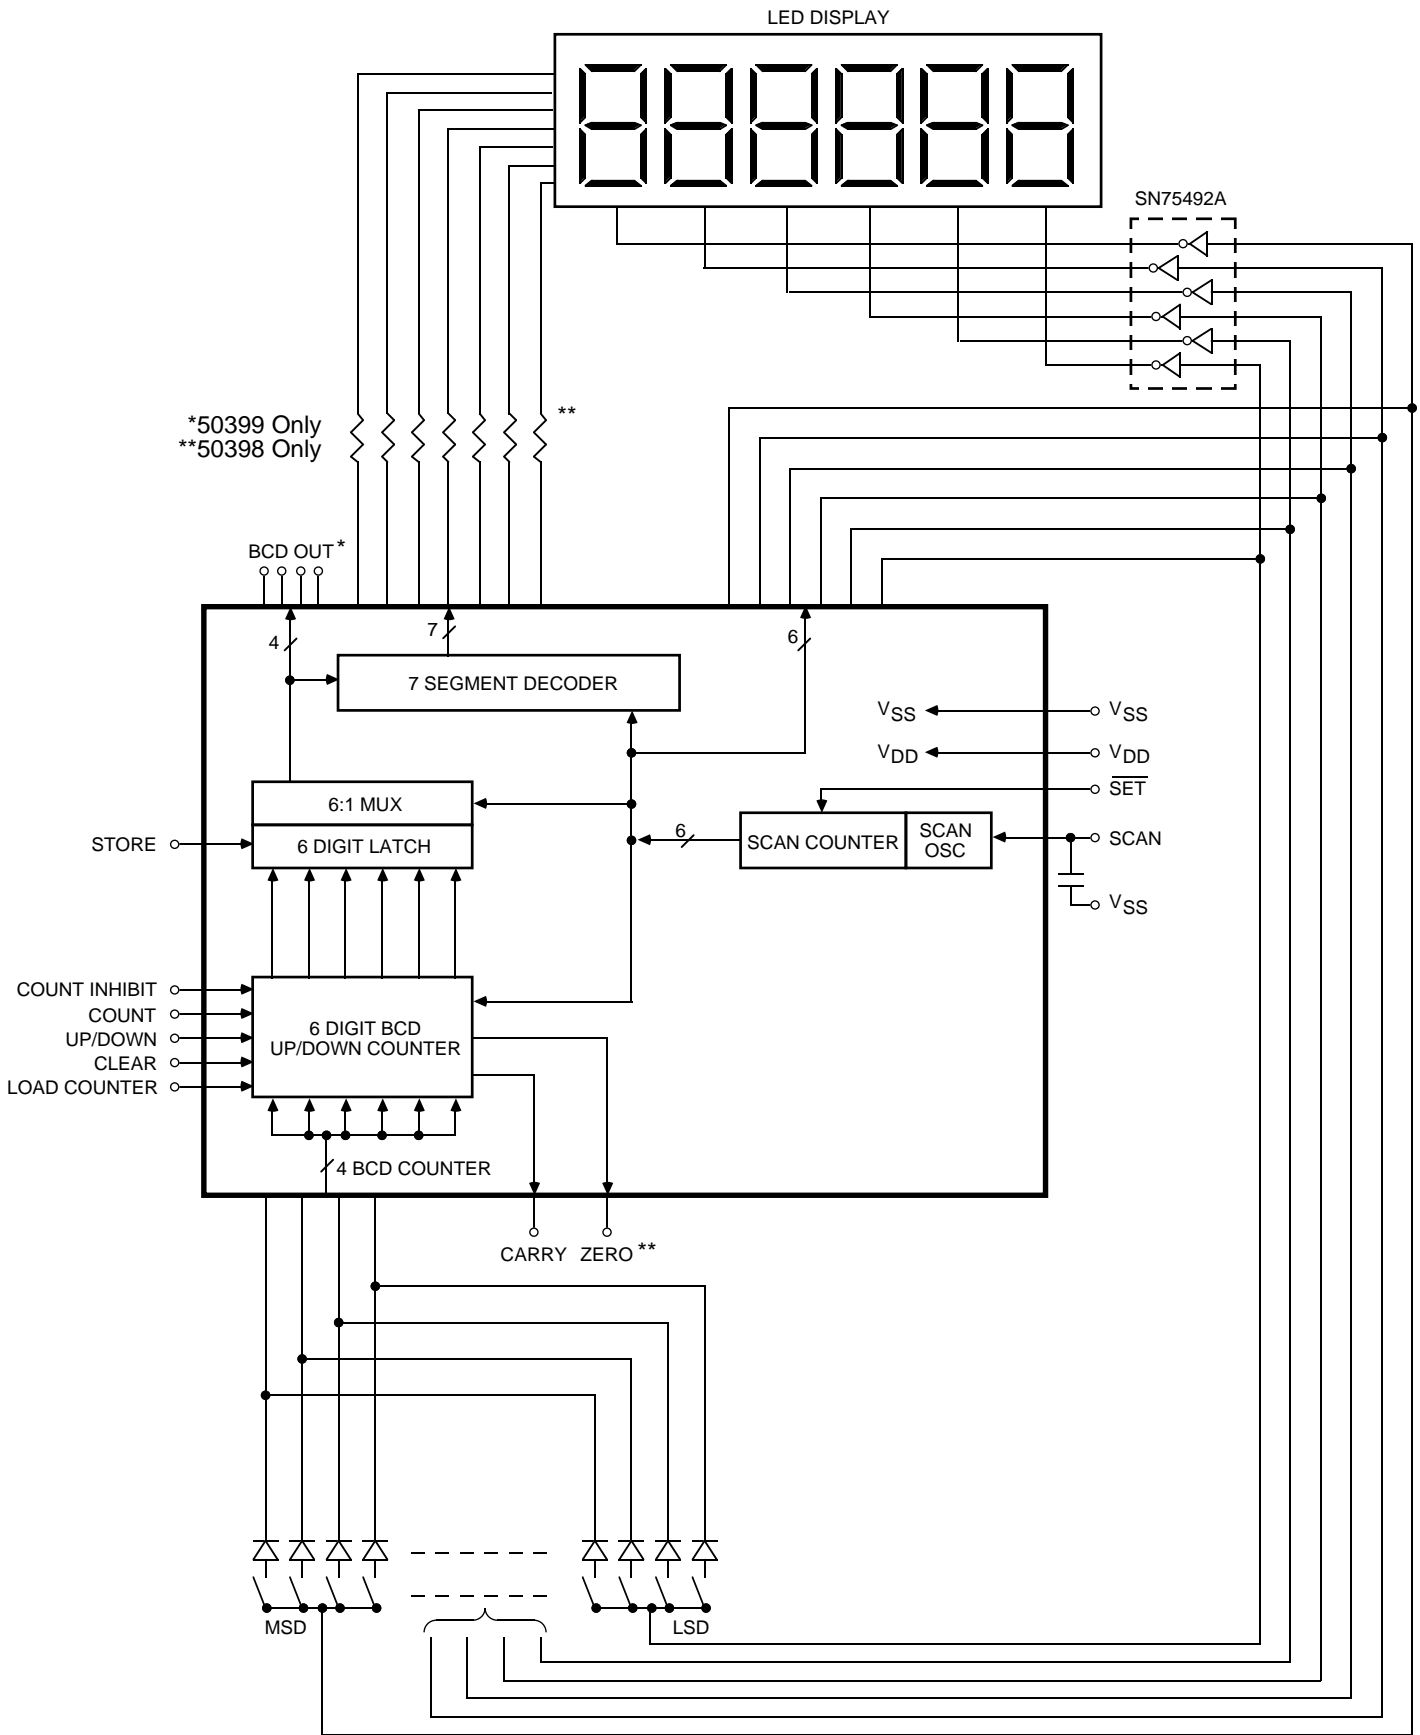 LED DISPLAY
SN75492A
*50399 Only
**50398 Only
**
BCD OUT *
4
7
6
7 SEGMENT DECODER
VSS
VSS
VDD
VDD
SET
6:1 MUX
6
SCAN COUNTER
SCAN
OSC
SCAN
STORE
6 DIGIT LATCH
VSS
COUNT INHIBIT
COUNT
UP/DOWN
CLEAR
LOAD COUNTER
6 DIGIT BCD
UP/DOWN COUNTER
4 BCD COUNTER
CARRY
ZERO **
MSD
LSD